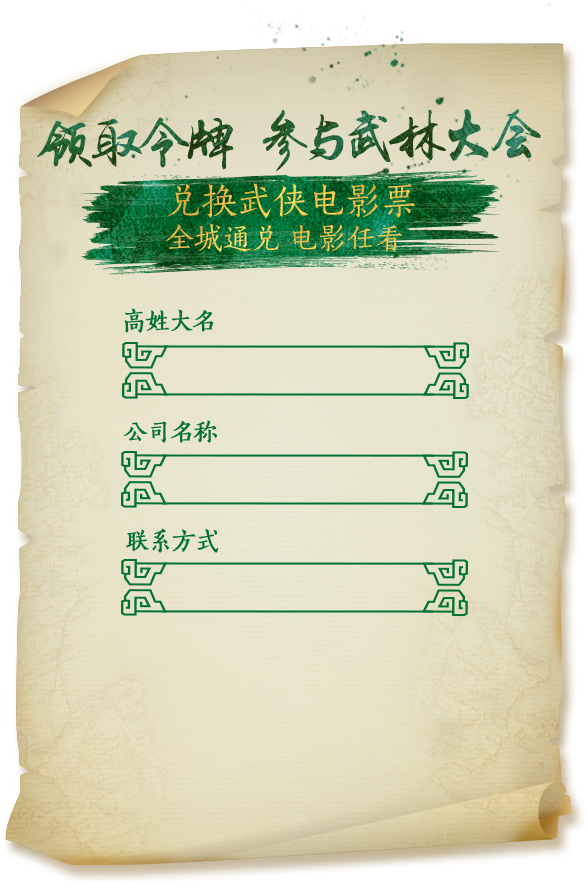 领取令牌 参与武林大会
兑换武侠电影票
全城通兑 电影任看
高姓大名
公司名称
联系方式